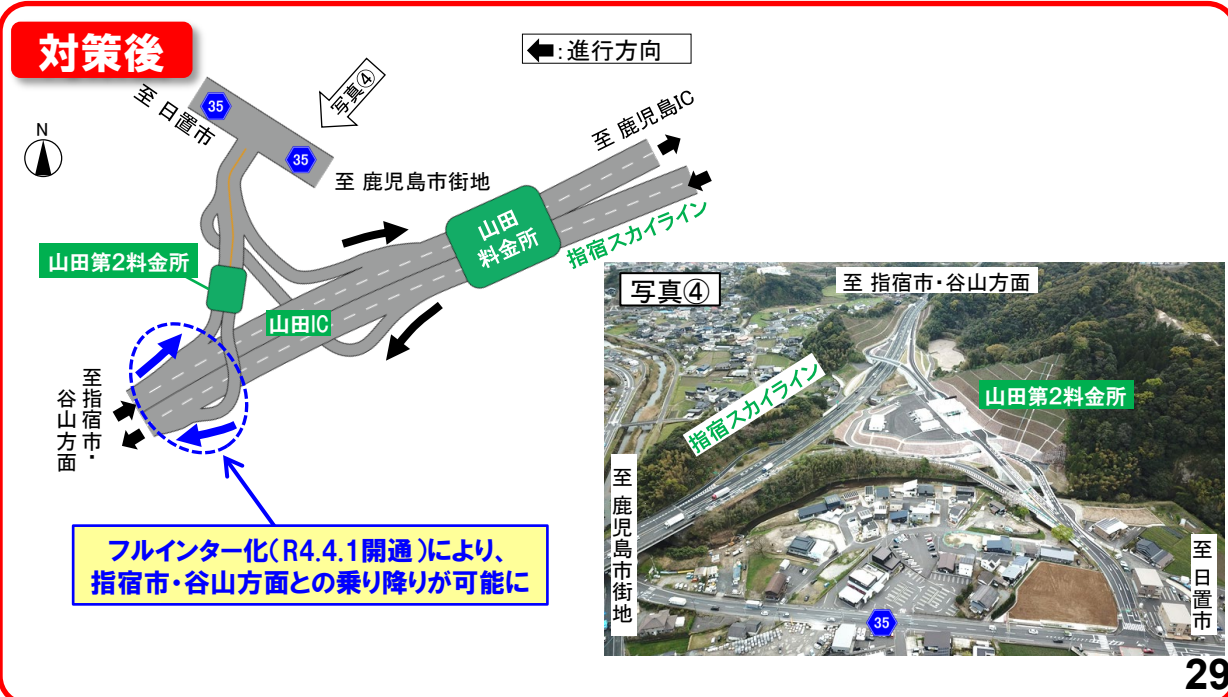 対策後
←:進行方向
写真④
至 日置市
35
35
N
至 鹿児島IC
至 鹿児島市街地
山田
料金所
指宿スカイライン
山田第2料金所
山田IC
至指宿市・
谷山方面
フルインター化(R4.4.1開通)により、
指宿市・谷山方面との乗り降りが可能に
写真④
至 指宿市・谷山方面
指宿スカイライン
山田第2料金所
至 鹿児島市街地
至 日置市
35
29